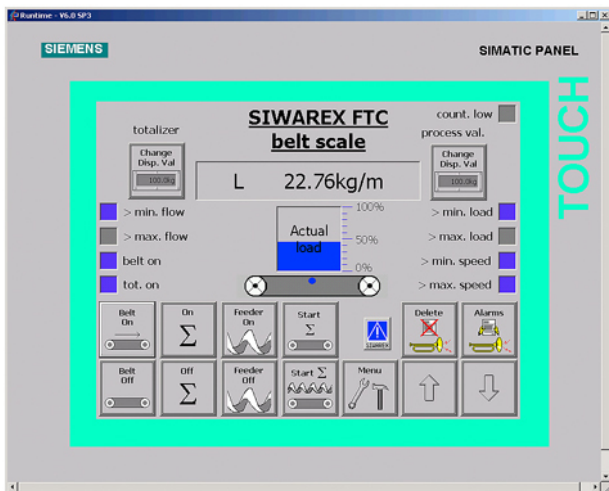 Runtime - V6.0 SP3
SIEMENS
SIMATIC PANEL
TOUCH
SIWAREX FTC
belt scale
totalizer
count. low
process val.
Change
Disp. Val
100.0kg
Change
Disp. Val
100.0kg
L 22.76kg/m
> min. flow
> max. flow
belt on
tot. on
Actual
load
100%
50%
0%
> min. load
> max. load
> min. speed
> max. speed
Belt
On
On
Σ
Feeder
On
Start
Σ
SIWAREX
Delete
Alarms
Belt
Off
Off
Σ
Feeder
Off
Start Σ
Menu